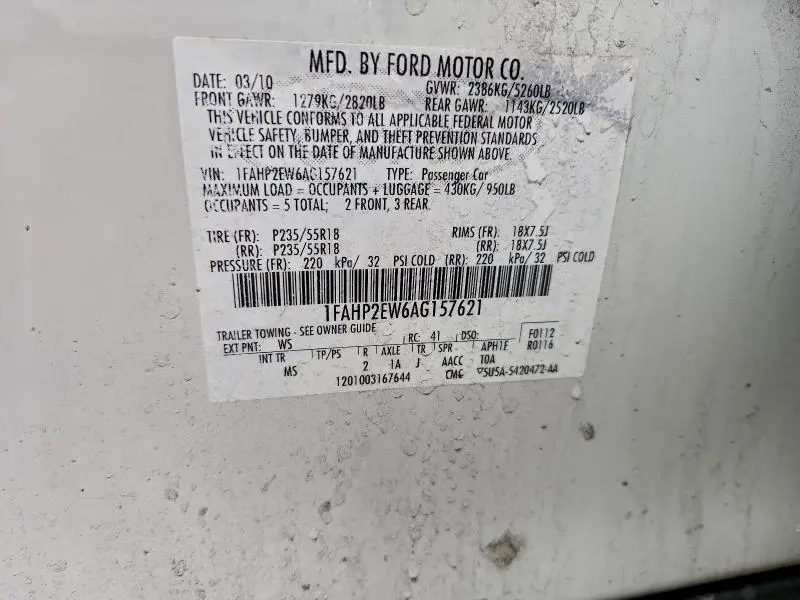 MFD. BY FORD MOTOR CO.
DATE: 03/10 GVWR: 2386KG/5260LB
FRONT GAWR: 1279KG/2820LB REAR GAWR: 1143KG/2520LB
THIS VEHICLE CONFORMS TO ALL APPLICABLE FEDERAL MOTOR
VEHICLE SAFETY, BUMPER, AND THEFT PREVENTION STANDARDS
IN EFFECT ON THE DATE OF MANUFACTURE SHOWN ABOVE.
VIN: 1FAHP2EW6AG157621 TYPE: Passenger Car
MAXIMUM LOAD = OCCUPANTS + LUGGAGE = 430KG/ 950LB
OCCUPANTS = 5 TOTAL; 2 FRONT, 3 REAR
TIRE (FR): P235/55R18 RIMS (FR): 18X7.5J
(RR): P235/55R18 (RR): 18X7.5J
PRESSURE (FR): 220 kPa/ 32 PSI COLD (RR): 220 kPa/ 32 PSI COLD
1FAHP2EW6AG157621
TRAILER TOWING - SEE OWNER GUIDE
EXT PNT: WS RC: 41 DSO: F0112
INT TR TP/PS R AXLE TR SPR APH1E R0116
MS 2 1A J AACC 10A
1201003167644 CMC ▽5U5A-5420472-AA